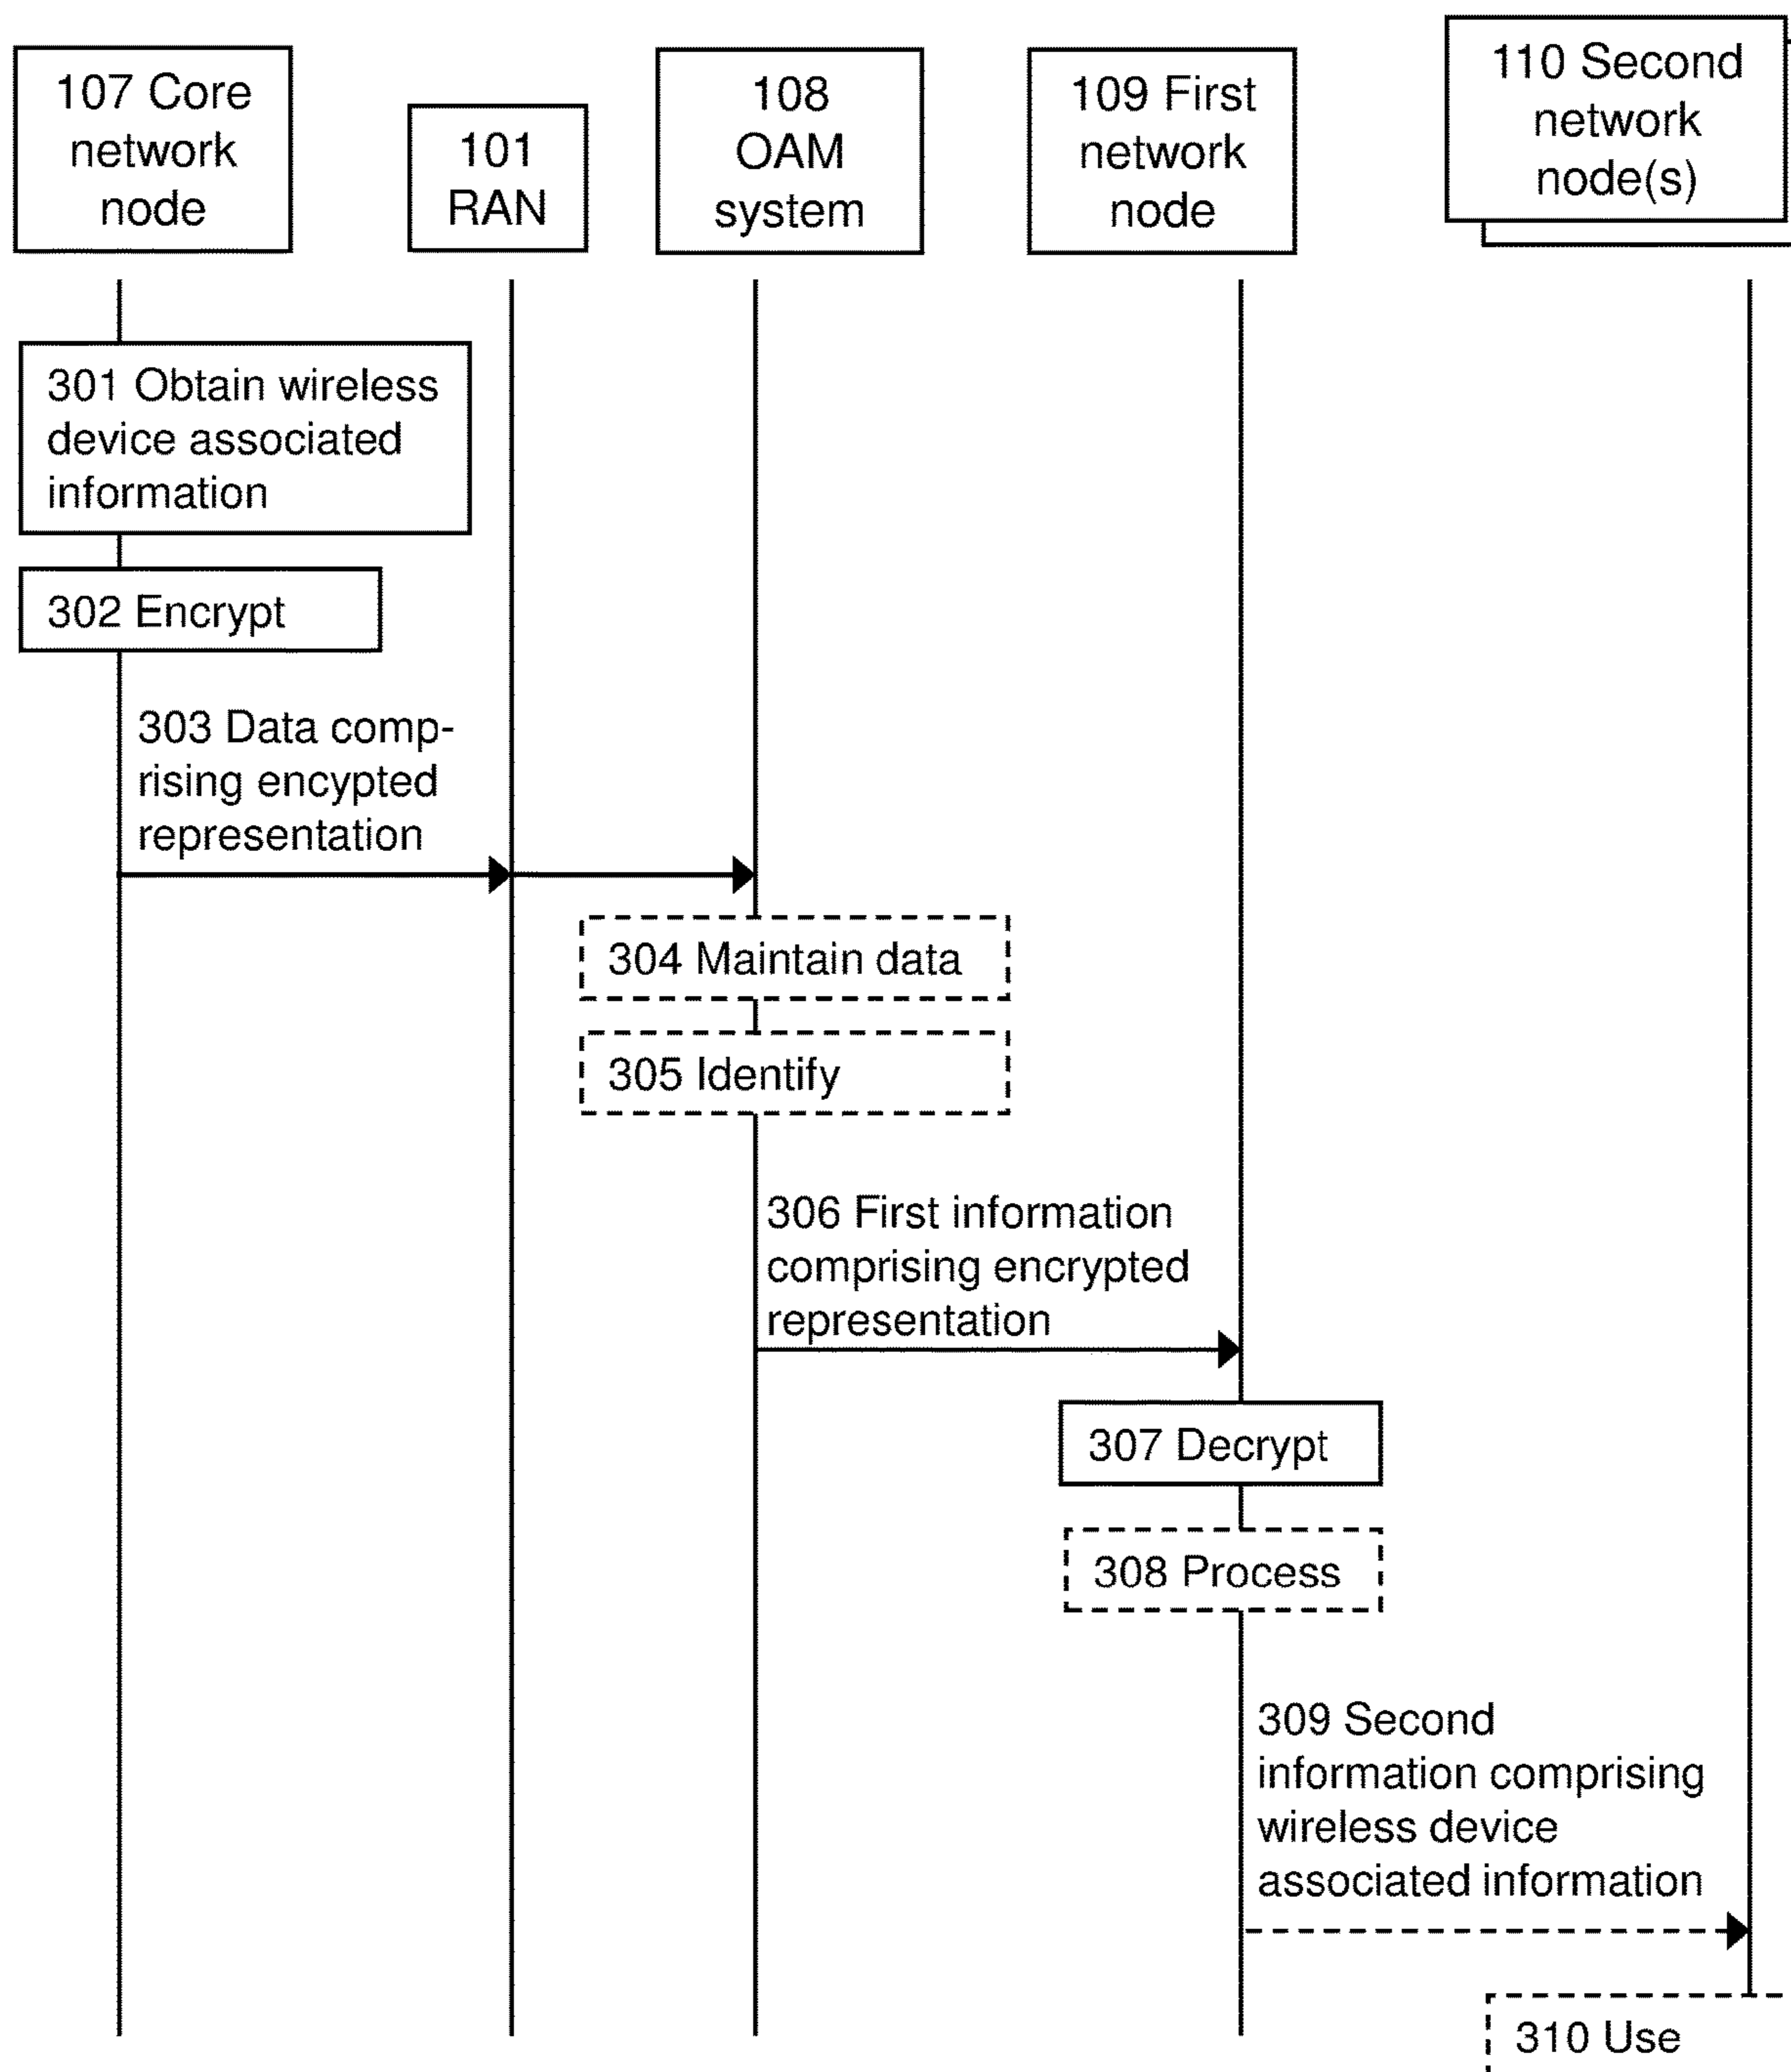 107 Core
network
node
101
RAN
108
OAM
system
109 First
network
node
110 Second
network
node(s)
301 Obtain wireless
device associated
information
302 Encrypt
303 Data comp-
rising encypted
representation
304 Maintain data
305 Identify
306 First information
comprising encrypted
representation
307 Decrypt
308 Process
309 Second
information comprising
wireless device
associated information
310 Use